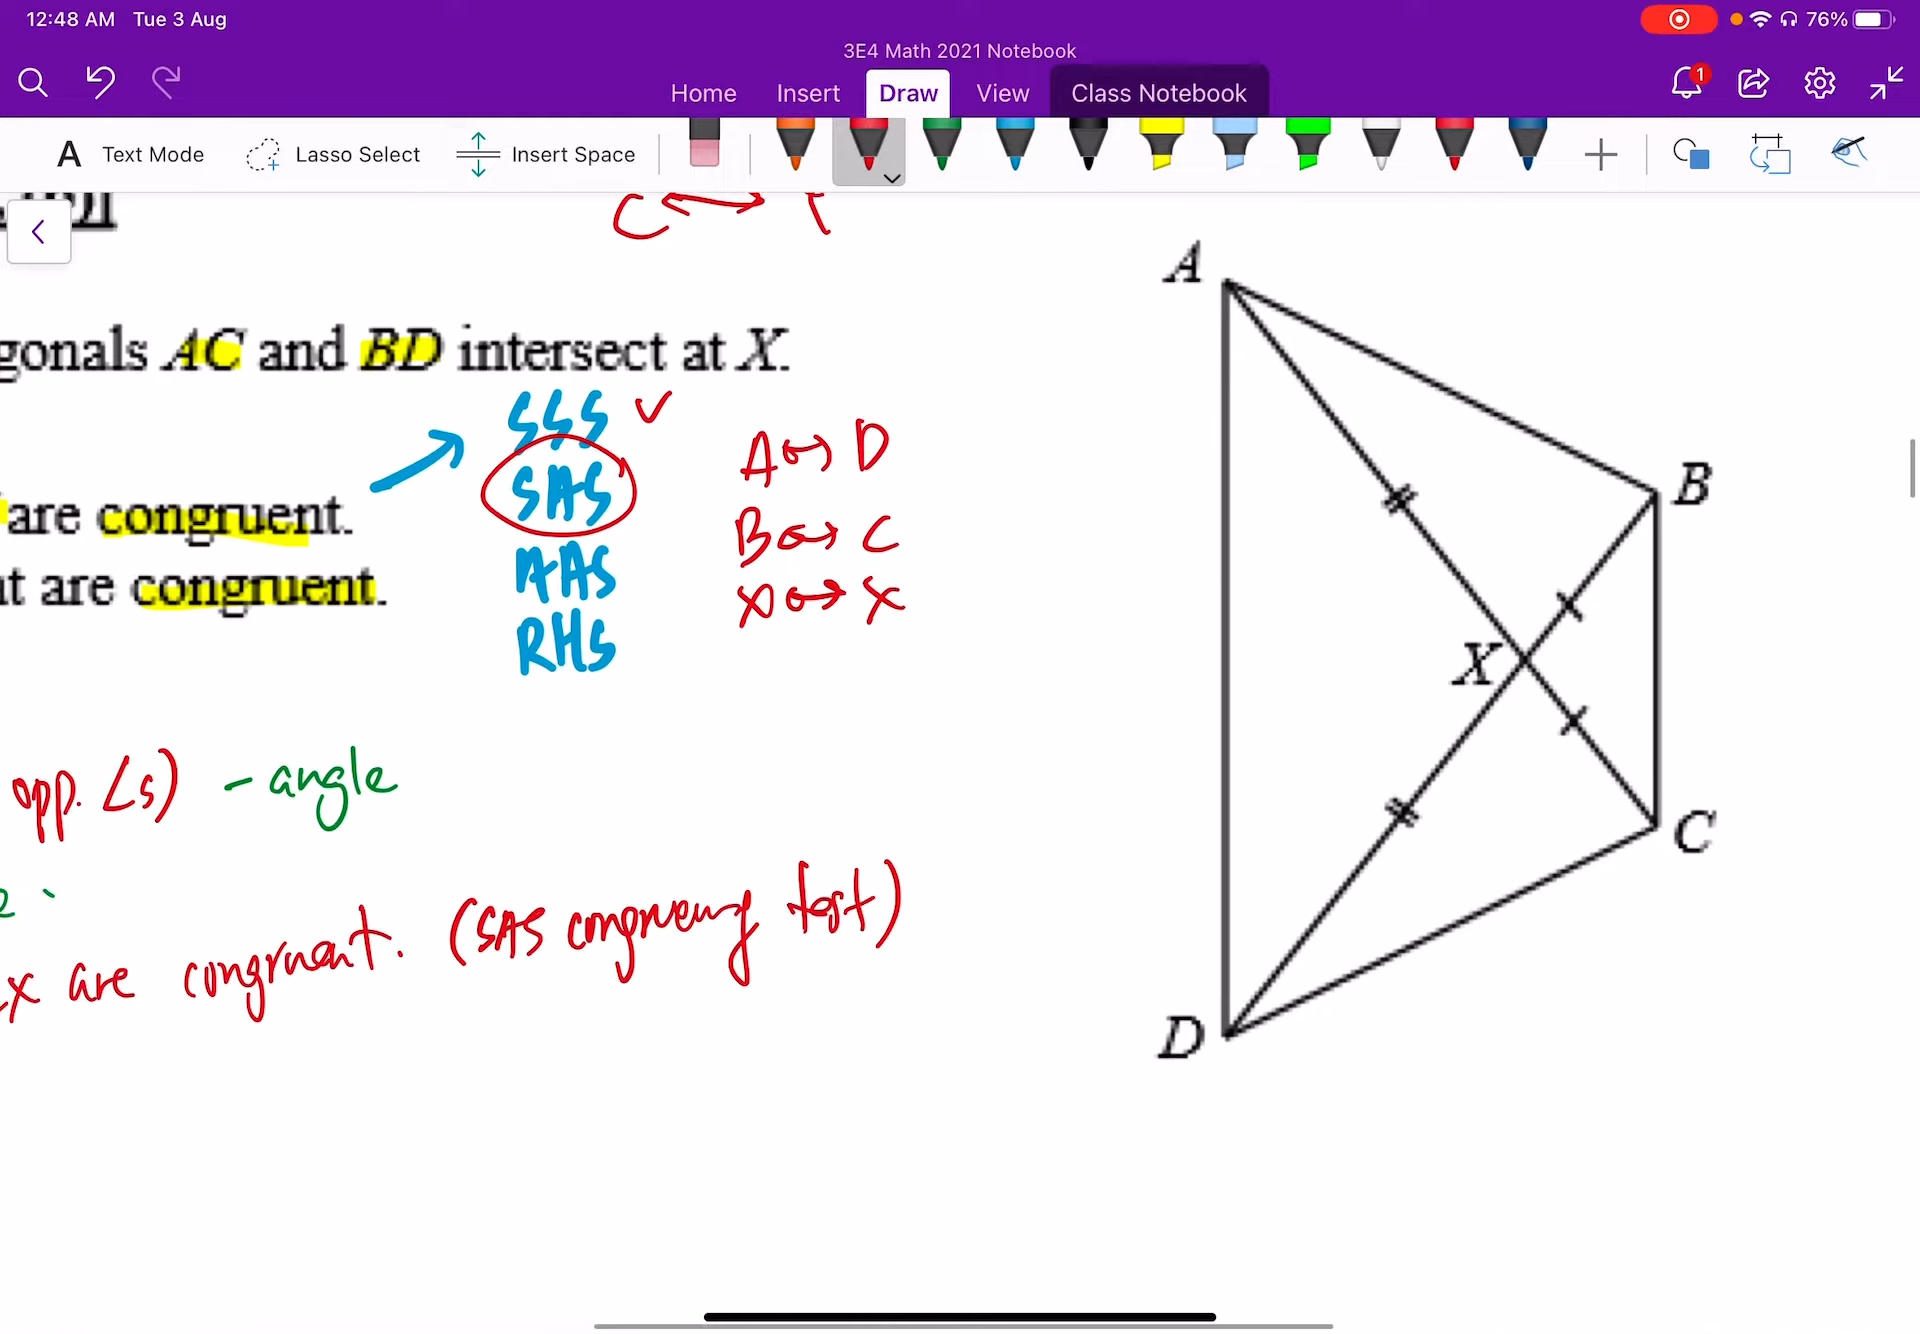 12:48 AM Tue 3 Aug
76%
3E4 Math 2021 Notebook
Home Insert Draw View Class Notebook
1
A Text Mode Lasso Select Insert Space
C
A
gonals AC and BD intersect at X.
SSS ✓
A ↔ D
SAS
B
are congruent.
B ↔ C
AAS
nt are congruent.
X ↔ X
RHS
X
opp. ∠s) - angle
C
x are congruent. (SAS congruency test)
D